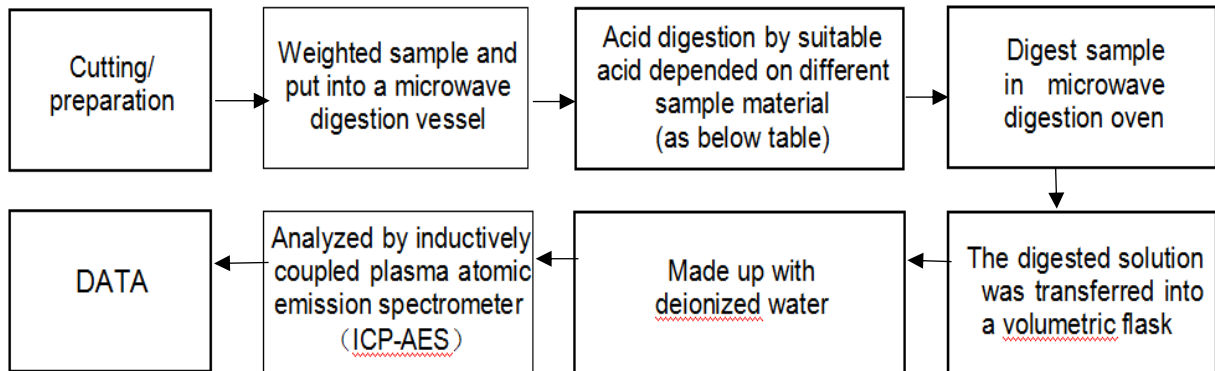 Cutting/
preparation
Weighted sample and
put into a microwave
digestion vessel
Acid digestion by suitable
acid depended on different
sample material
(as below table)
Digest sample
in microwave
digestion oven
The digested solution
was transferred into
a volumetric flask
Made up with
deionized water
Analyzed by inductively
coupled plasma atomic
emission spectrometer
（ICP-AES）
DATA